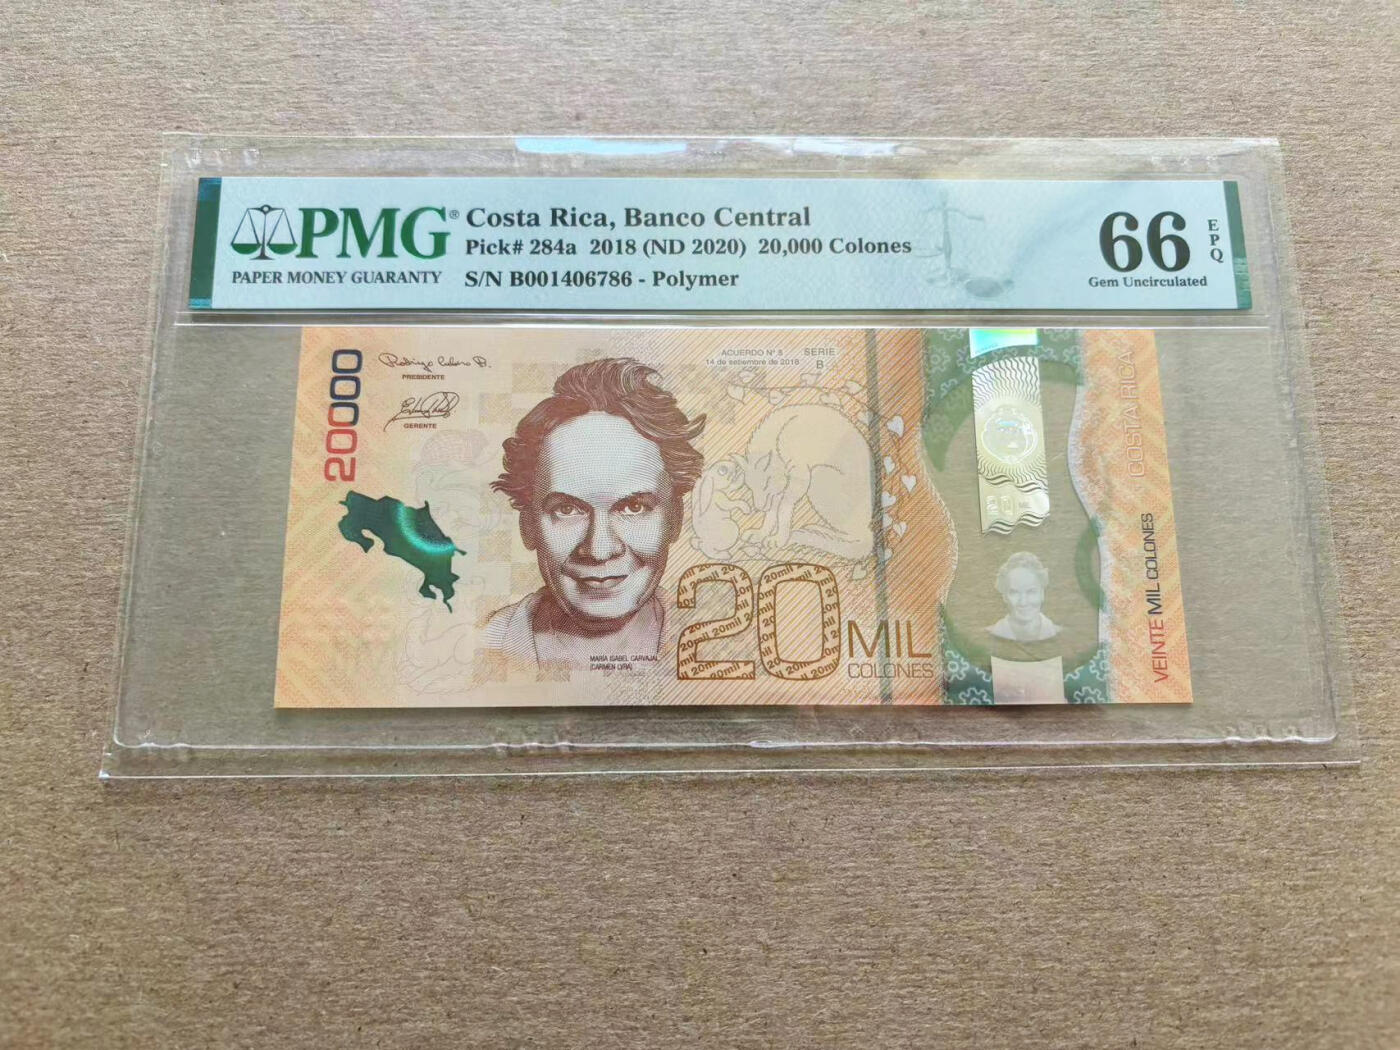 PMG®
PAPER MONEY GUARANTY
Costa Rica, Banco Central
Pick# 284a 2018 (ND 2020) 20,000 Colones
S/N B001406786 - Polymer
66
EPQ
Gem Uncirculated
20000
PRESIDENTE
GERENTE
ACUERDO Nº 5
14 de setiembre de 2018
SERIE
B
MARÍA ISABEL CARVAJAL
(CARMEN LYRA)
20 MIL
COLONES
COSTA RICA
VEINTE MIL COLONES